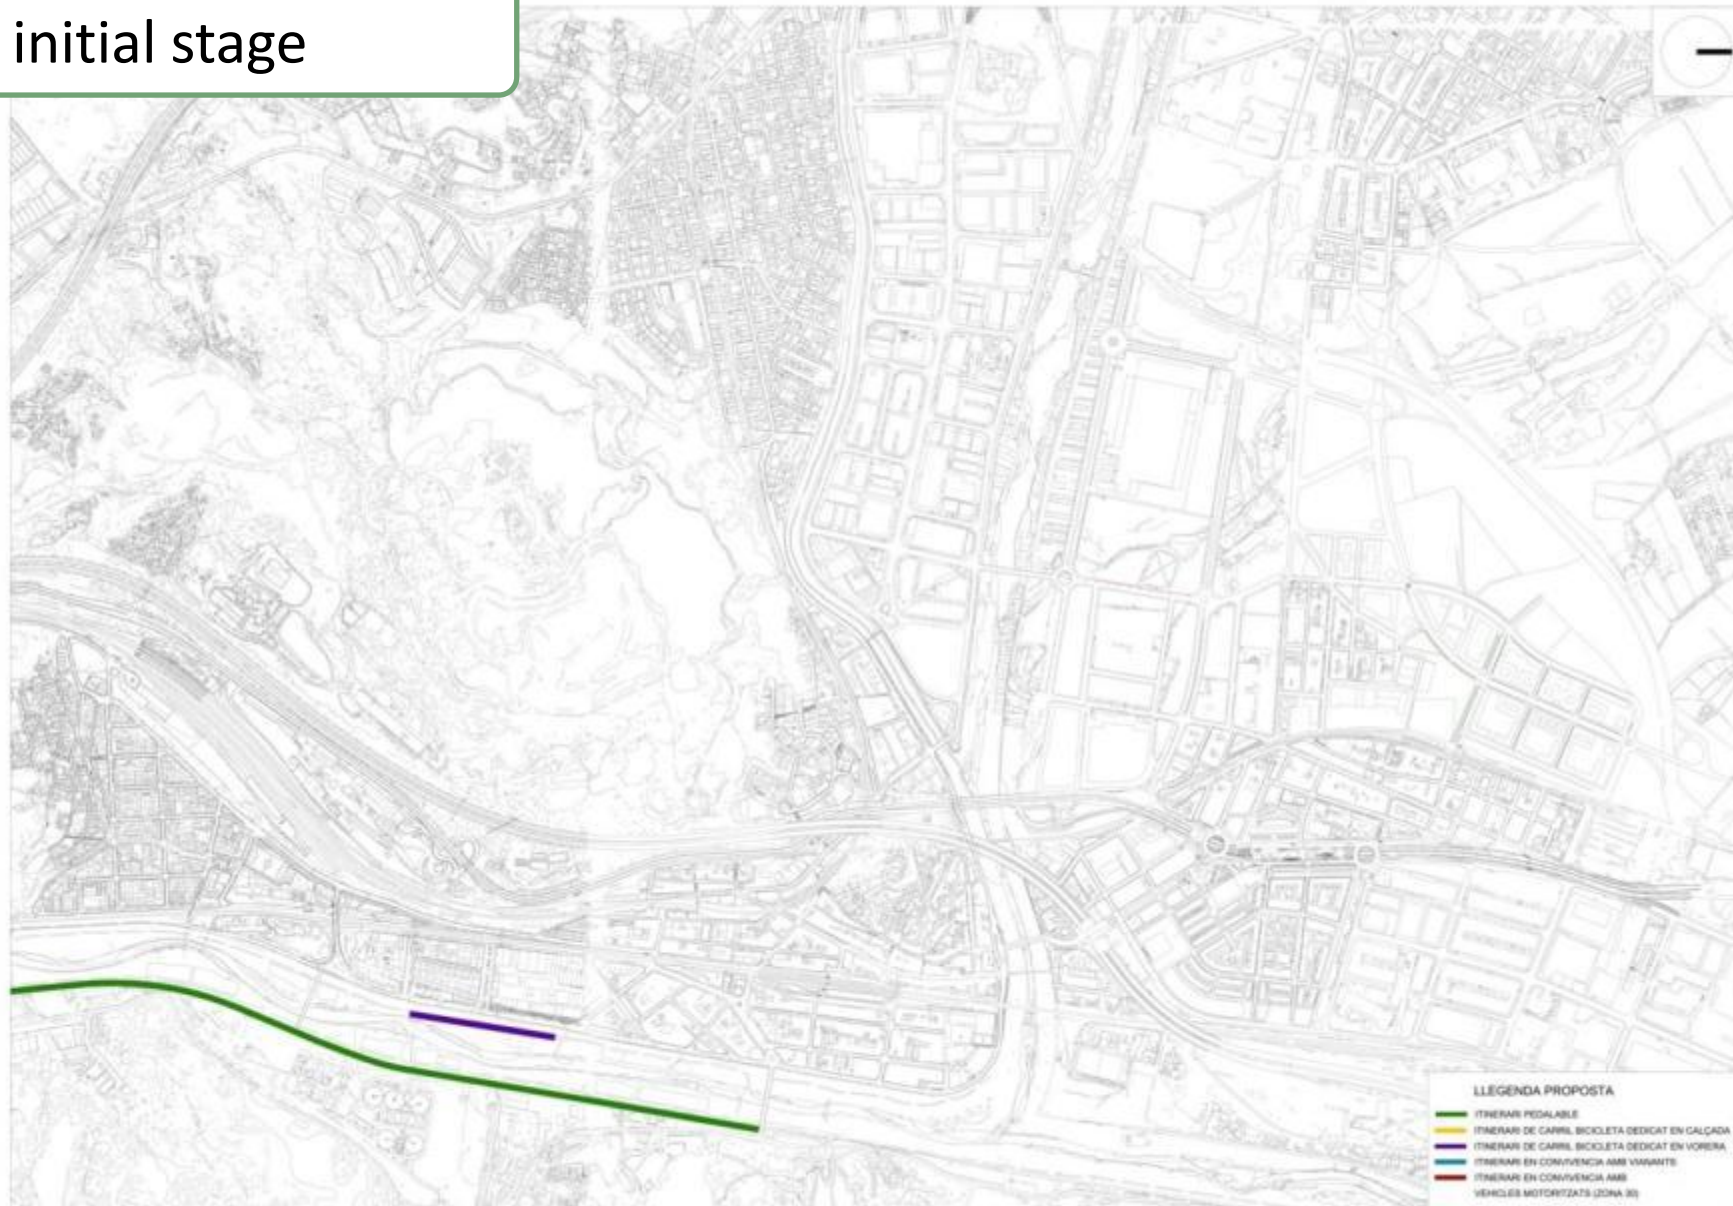 initial stage
LLEGENDA PROPOSTA
ITINERARI PEDALABLE
ITINERARI DE CARRIL BICICLETA DEDICAT EN CALÇADA
ITINERARI DE CARRIL BICICLETA DEDICAT EN VORERA
ITINERARI EN CONVIVENCIA AMB VIANANTS
ITINERARI EN CONVIVENCIA AMB
VEHICLES MOTORITZATS (ZONA 30)